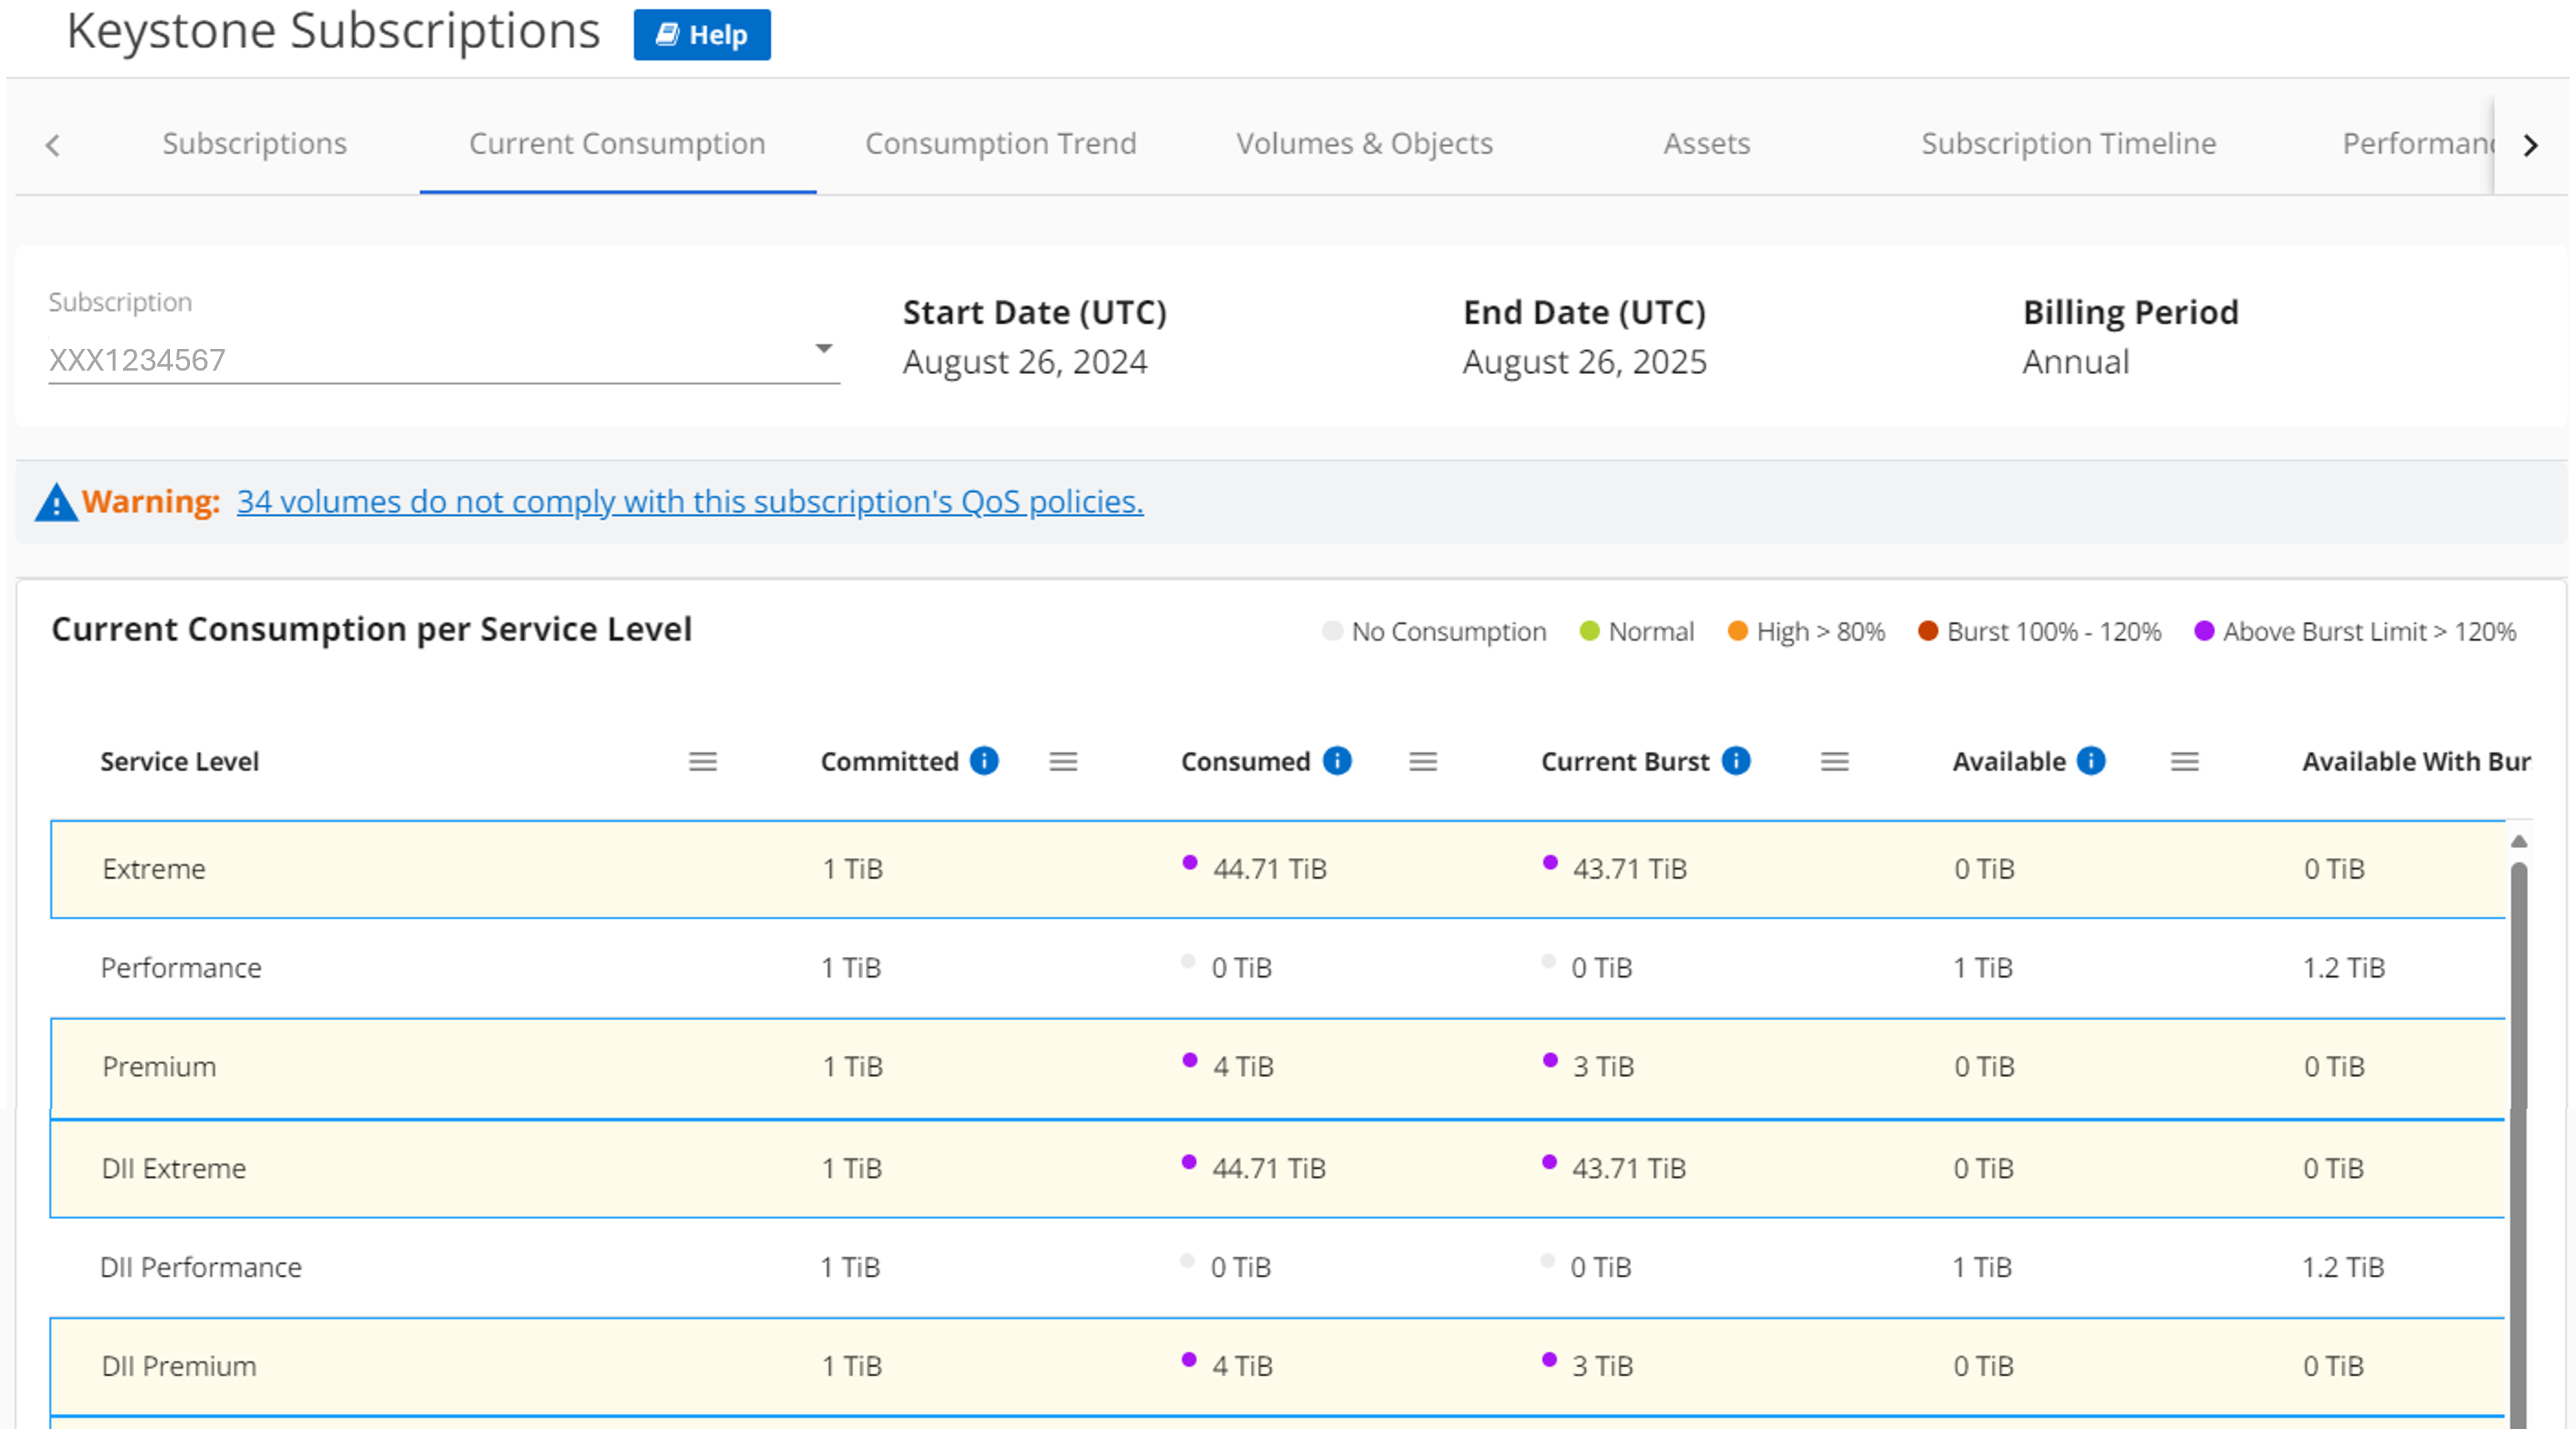 Keystone Subscriptions Help
Subscriptions Current Consumption Consumption Trend Volumes & Objects Assets Subscription Timeline Performanc
Subscription
XXX1234567
Start Date (UTC)
August 26, 2024
End Date (UTC)
August 26, 2025
Billing Period
Annual
Warning: 34 volumes do not comply with this subscription's QoS policies.
Current Consumption per Service Level
No Consumption Normal High > 80% Burst 100% - 120% Above Burst Limit > 120%
Service Level Committed Consumed Current Burst Available Available With Bur
Extreme 1 TiB 44.71 TiB 43.71 TiB 0 TiB 0 TiB
Performance 1 TiB 0 TiB 0 TiB 1 TiB 1.2 TiB
Premium 1 TiB 4 TiB 3 TiB 0 TiB 0 TiB
DII Extreme 1 TiB 44.71 TiB 43.71 TiB 0 TiB 0 TiB
DII Performance 1 TiB 0 TiB 0 TiB 1 TiB 1.2 TiB
DII Premium 1 TiB 4 TiB 3 TiB 0 TiB 0 TiB